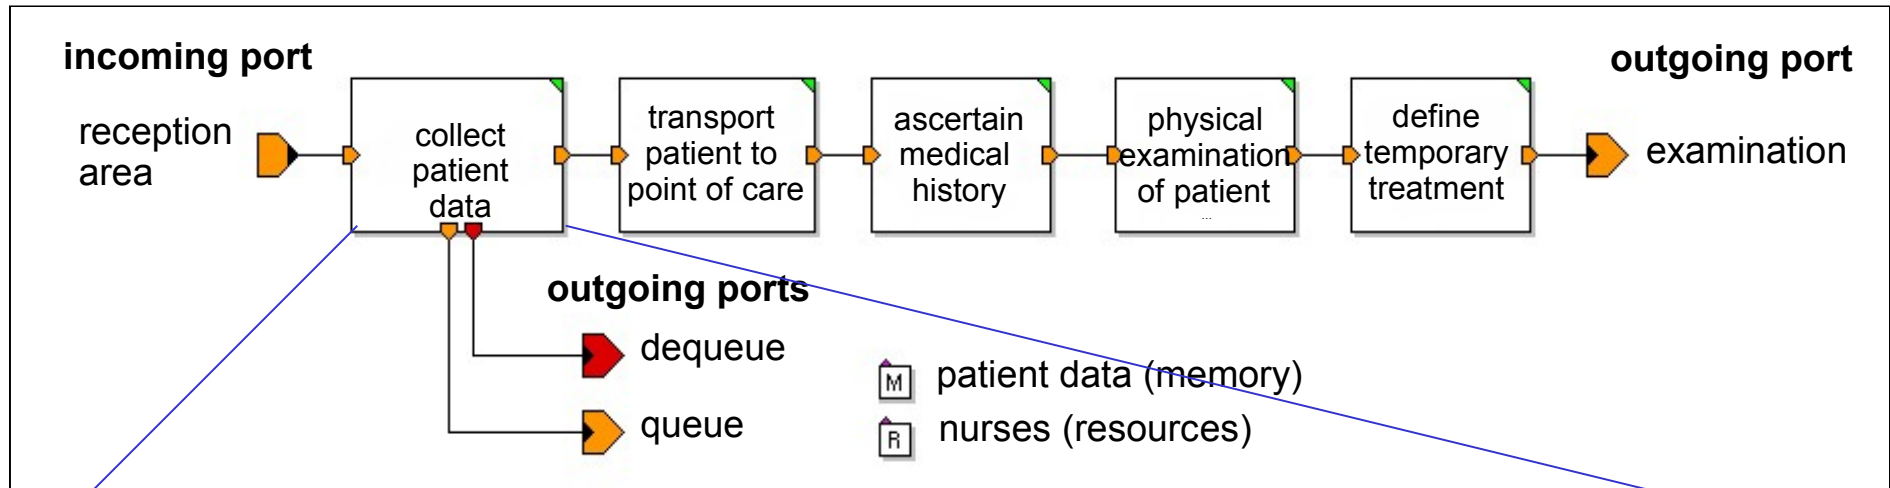 incoming port
outgoing port
reception
area
collect
patient
data
transport
patient to
point of care
ascertain
medical
history
physical
examination
of patient
...
define
temporary
treatment
examination
outgoing ports
dequeue
queue
M
patient data (memory)
R
nurses (resources)